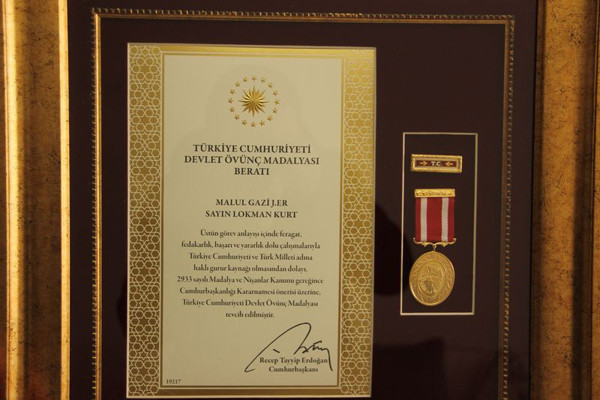 TÜRKİYE CUMHURİYETİ
DEVLET ÖVÜNÇ MADALYASI
BERATI
MALUL GAZİ J.ER
SAYIN LOKMAN KURT
Üstün görev anlayışı içinde feragat,
fedakarlık, başarı ve yararlık dolu çalışmalarıyla
Türkiye Cumhuriyeti ve Türk Milleti adına
haklı gurur kaynağı olmasından dolayı,
2933 sayılı Madalya ve Nişanlar Kanunu gereğince
Cumhurbaşkanlığı Kararnamesi önerisi üzerine,
Türkiye Cumhuriyeti Devlet Övünç Madalyası
tevcih edilmiştir.
Recep Tayyip Erdoğan
Cumhurbaşkanı
19217
T.C.